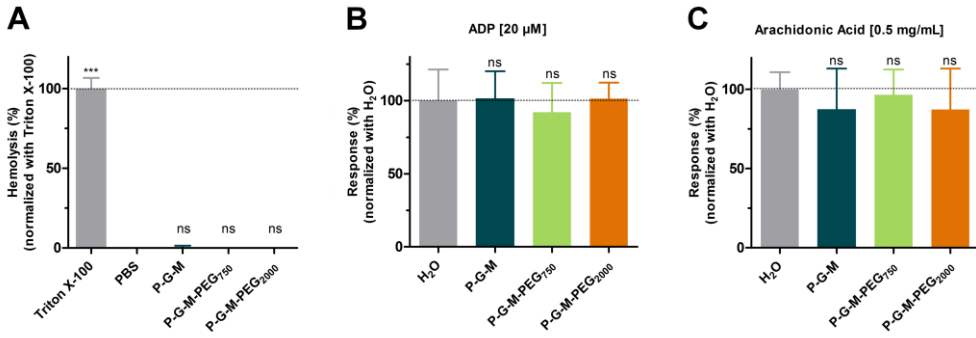 A
Hemolysis (%)
(normalized with Triton X-100)
100
50
0
***
ns
ns
ns
Triton X-100
PBS
P-G-M
P-G-M-PEG₇₅₀
P-G-M-PEG₂₀₀₀
B
ADP [20 µM]
Response (%)
(normalized with H₂O)
150
100
50
0
ns
ns
ns
H₂O
P-G-M
P-G-M-PEG₇₅₀
P-G-M-PEG₂₀₀₀
C
Arachidonic Acid [0.5 mg/mL]
Response (%)
(normalized with H₂O)
100
50
0
ns
ns
ns
H₂O
P-G-M
P-G-M-PEG₇₅₀
P-G-M-PEG₂₀₀₀